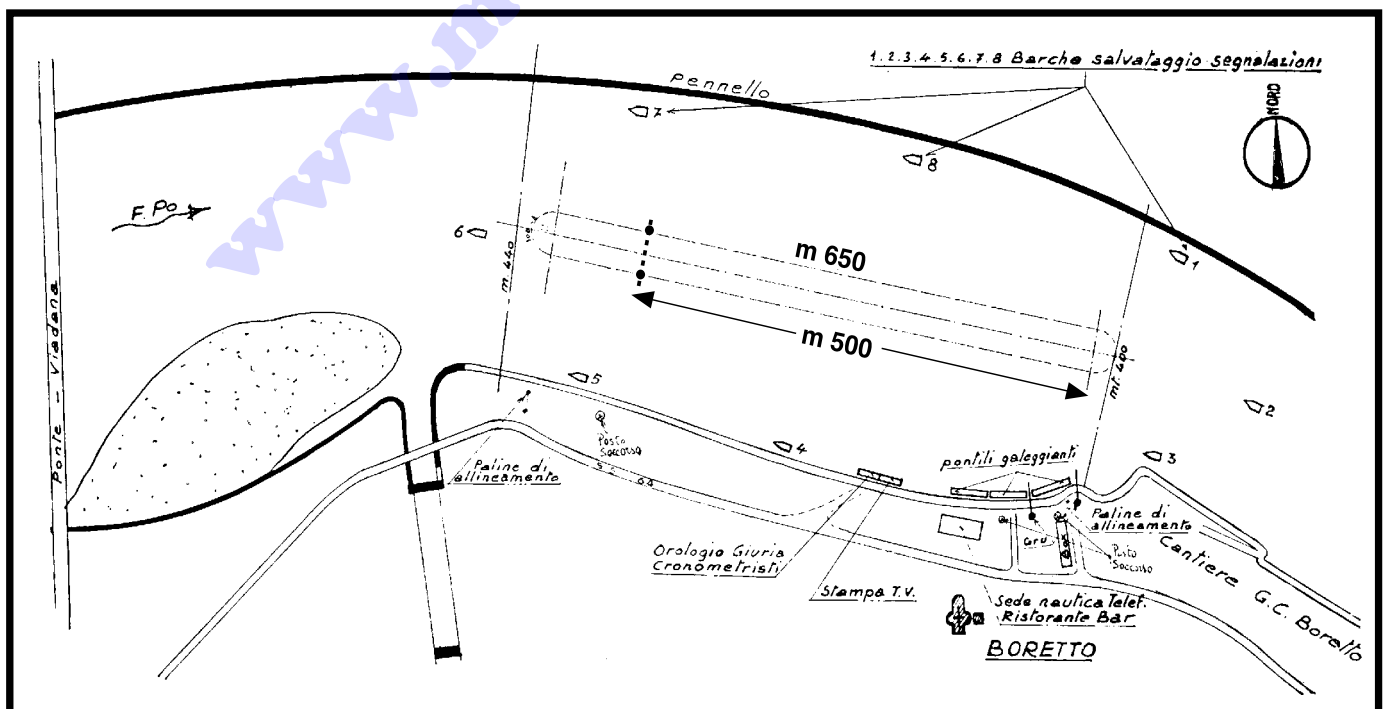 1.2.3.4.5.6.7.8 Barche salvataggio segnalazioni
Pennello
NORD
7
8
F. Po
6
1
m. 440
m 650
m 500
mt. 400
Ponte - Viadana
5
2
4
3
Posto
Soccorso
Paline di
allineamento
pontili galeggianti
Paline di
allineamento
Gru
Posto
Soccorso
Orologio Giuria
Cronometristi
Stampa T.V.
Cantiere G.C. Boretto
Sede nautica Telef.
Ristorante Bar
BORETTO
www.m